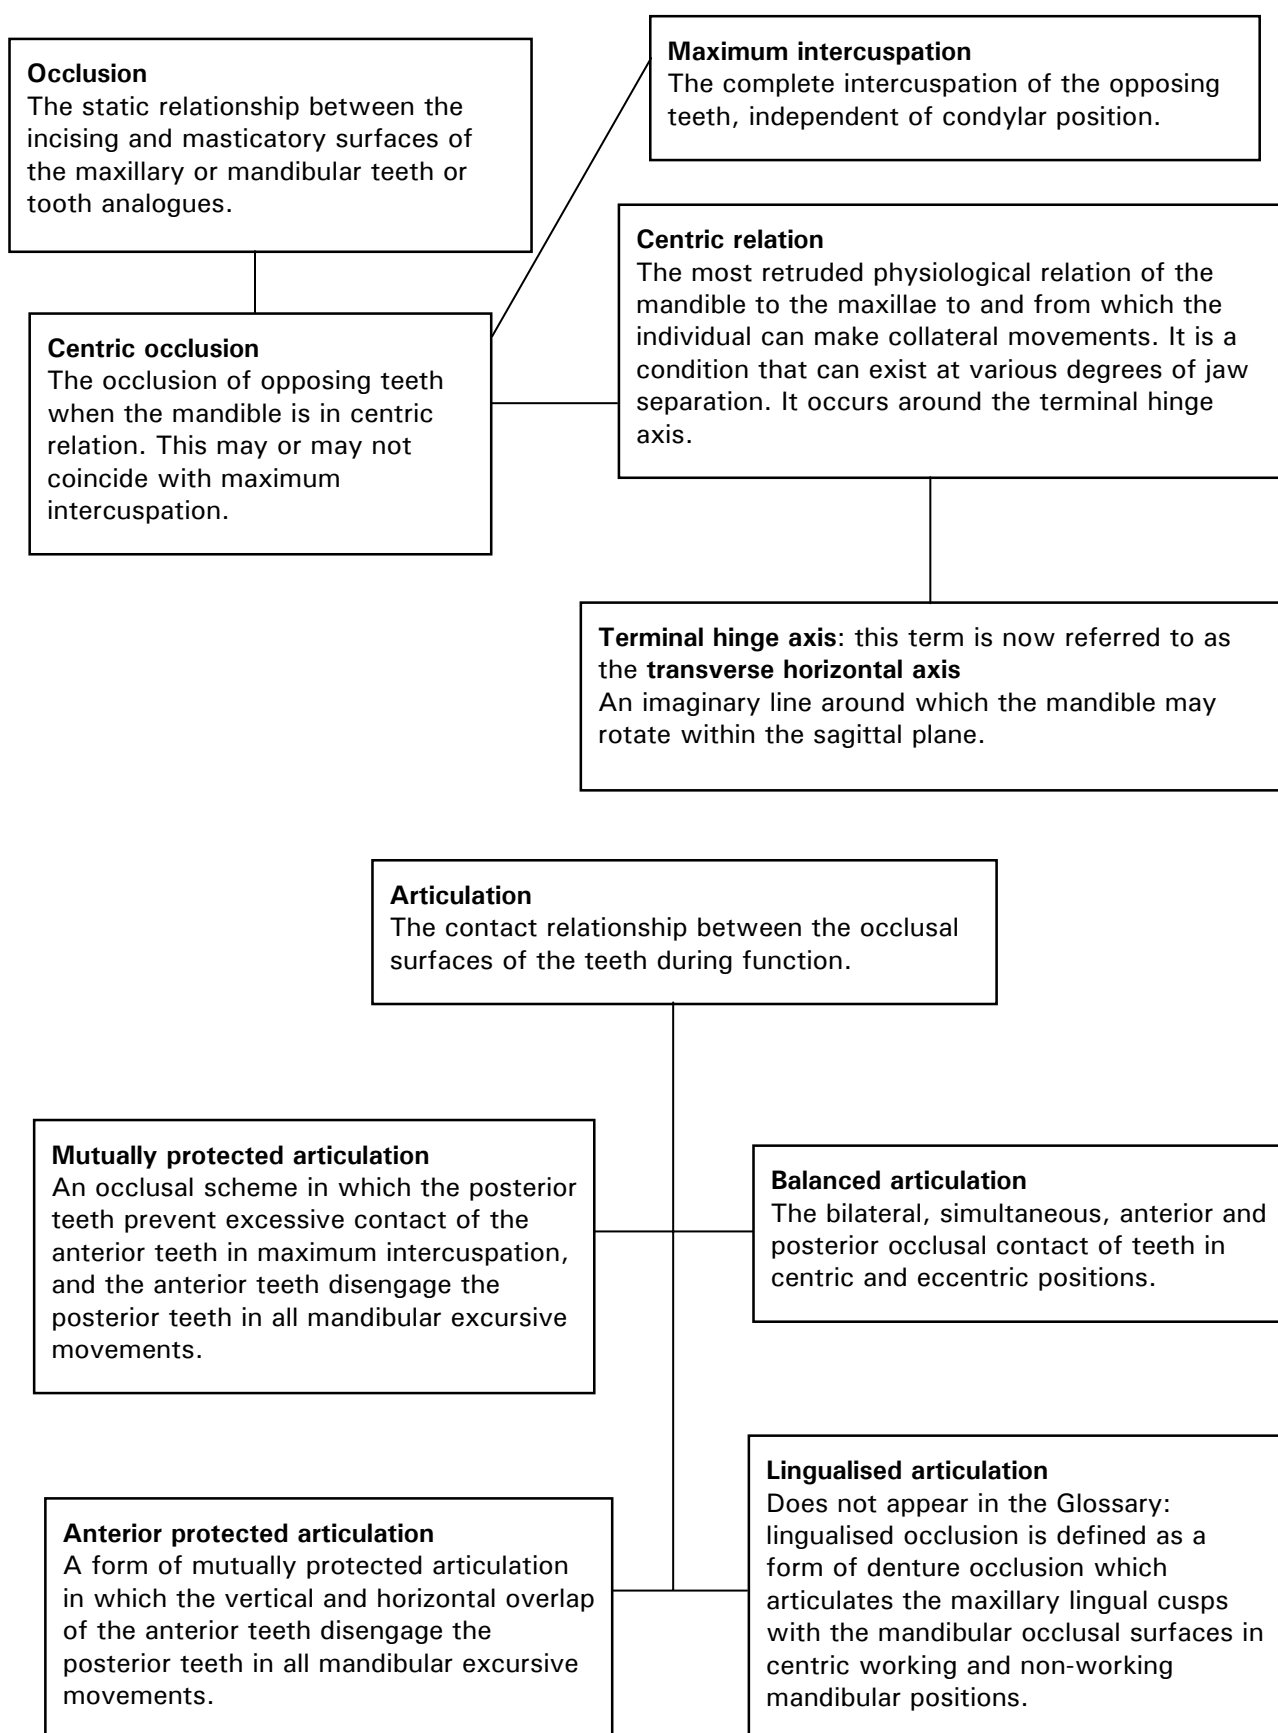 Occlusion
The static relationship between the
incising and masticatory surfaces of
the maxillary or mandibular teeth or
tooth analogues.
Maximum intercuspation
The complete intercuspation of the opposing
teeth, independent of condylar position.
Centric occlusion
The occlusion of opposing teeth
when the mandible is in centric
relation. This may or may not
coincide with maximum
intercuspation.
Centric relation
The most retruded physiological relation of the
mandible to the maxillae to and from which the
individual can make collateral movements. It is a
condition that can exist at various degrees of jaw
separation. It occurs around the terminal hinge
axis.
Terminal hinge axis: this term is now referred to as
the transverse horizontal axis
An imaginary line around which the mandible may
rotate within the sagittal plane.
Articulation
The contact relationship between the occlusal
surfaces of the teeth during function.
Mutually protected articulation
An occlusal scheme in which the posterior
teeth prevent excessive contact of the
anterior teeth in maximum intercuspation,
and the anterior teeth disengage the
posterior teeth in all mandibular excursive
movements.
Balanced articulation
The bilateral, simultaneous, anterior and
posterior occlusal contact of teeth in
centric and eccentric positions.
Anterior protected articulation
A form of mutually protected articulation
in which the vertical and horizontal overlap
of the anterior teeth disengage the
posterior teeth in all mandibular excursive
movements.
Lingualised articulation
Does not appear in the Glossary:
lingualised occlusion is defined as a
form of denture occlusion which
articulates the maxillary lingual cusps
with the mandibular occlusal surfaces in
centric working and non-working
mandibular positions.